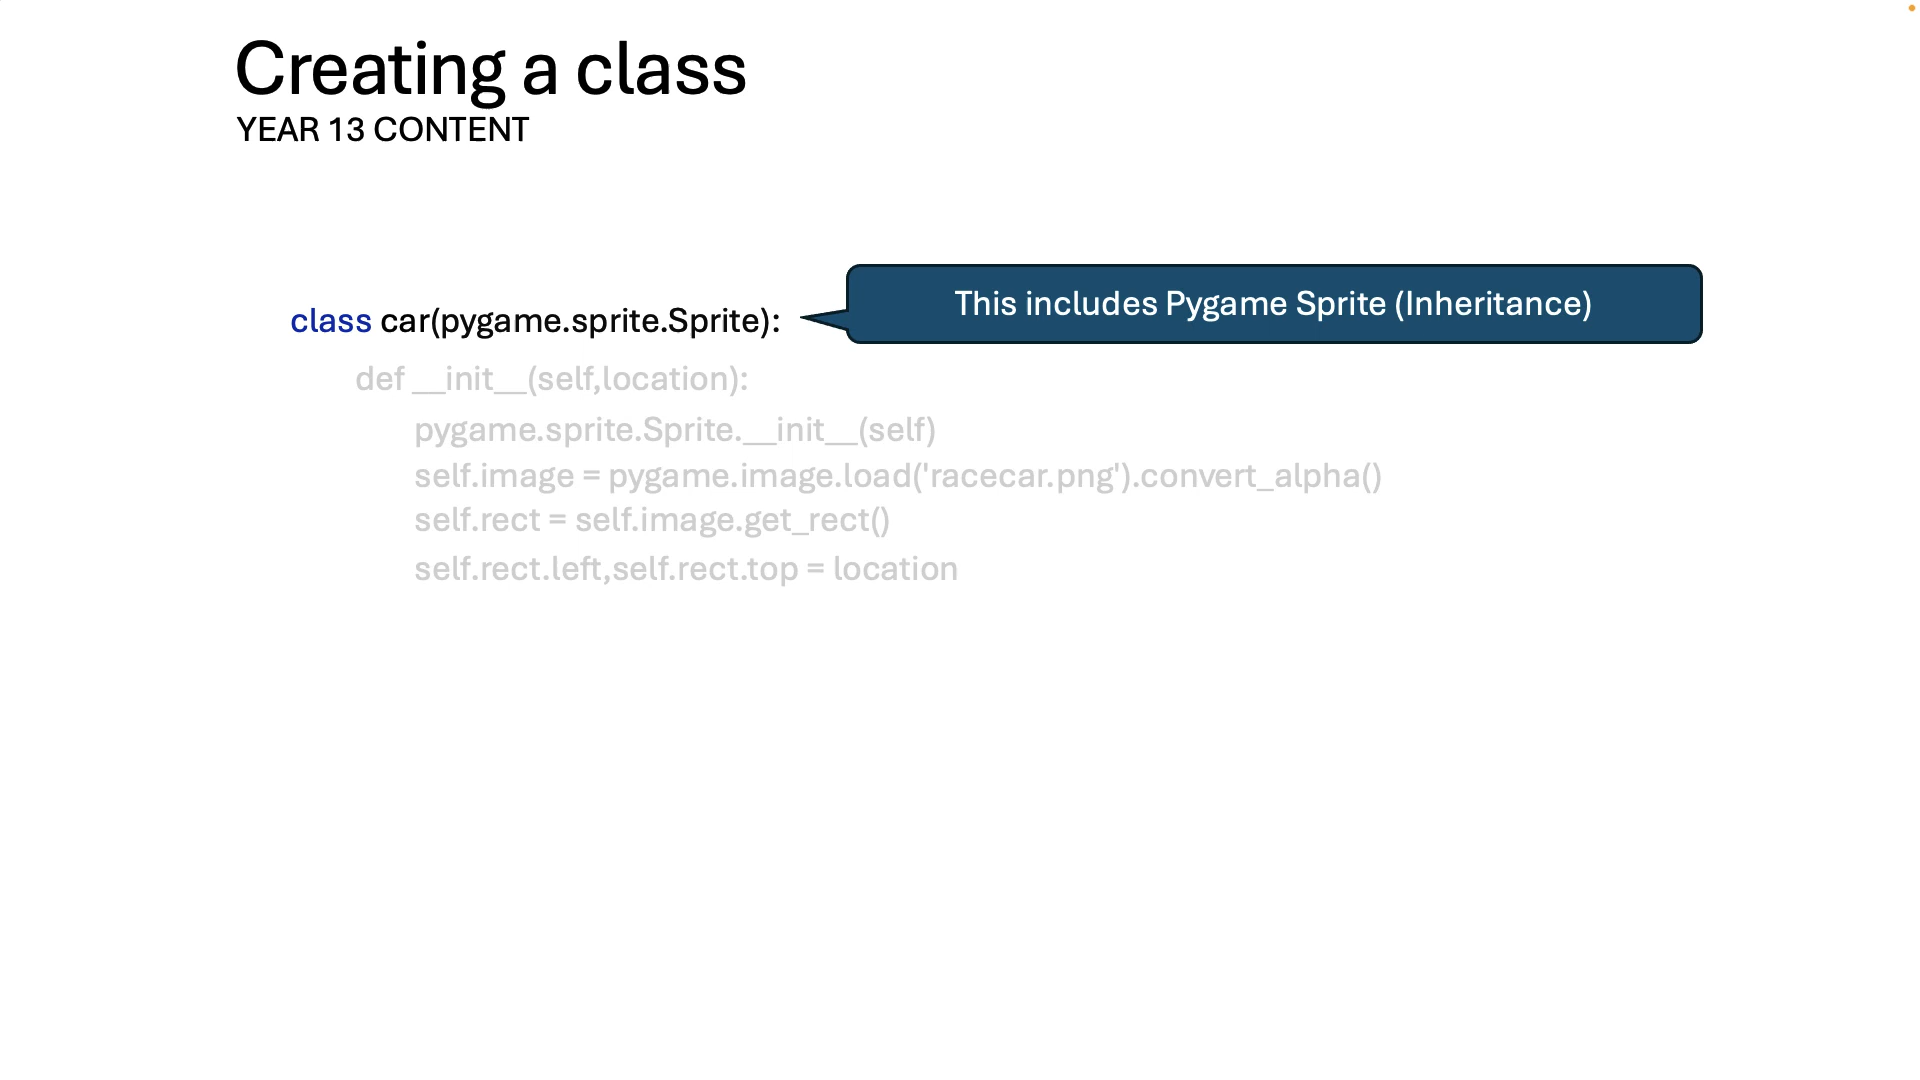 Creating a class
YEAR 13 CONTENT
class car(pygame.sprite.Sprite):
This includes Pygame Sprite (Inheritance)
def __init__(self,location):
pygame.sprite.Sprite.__init__(self)
self.image = pygame.image.load('racecar.png').convert_alpha()
self.rect = self.image.get_rect()
self.rect.left,self.rect.top = location